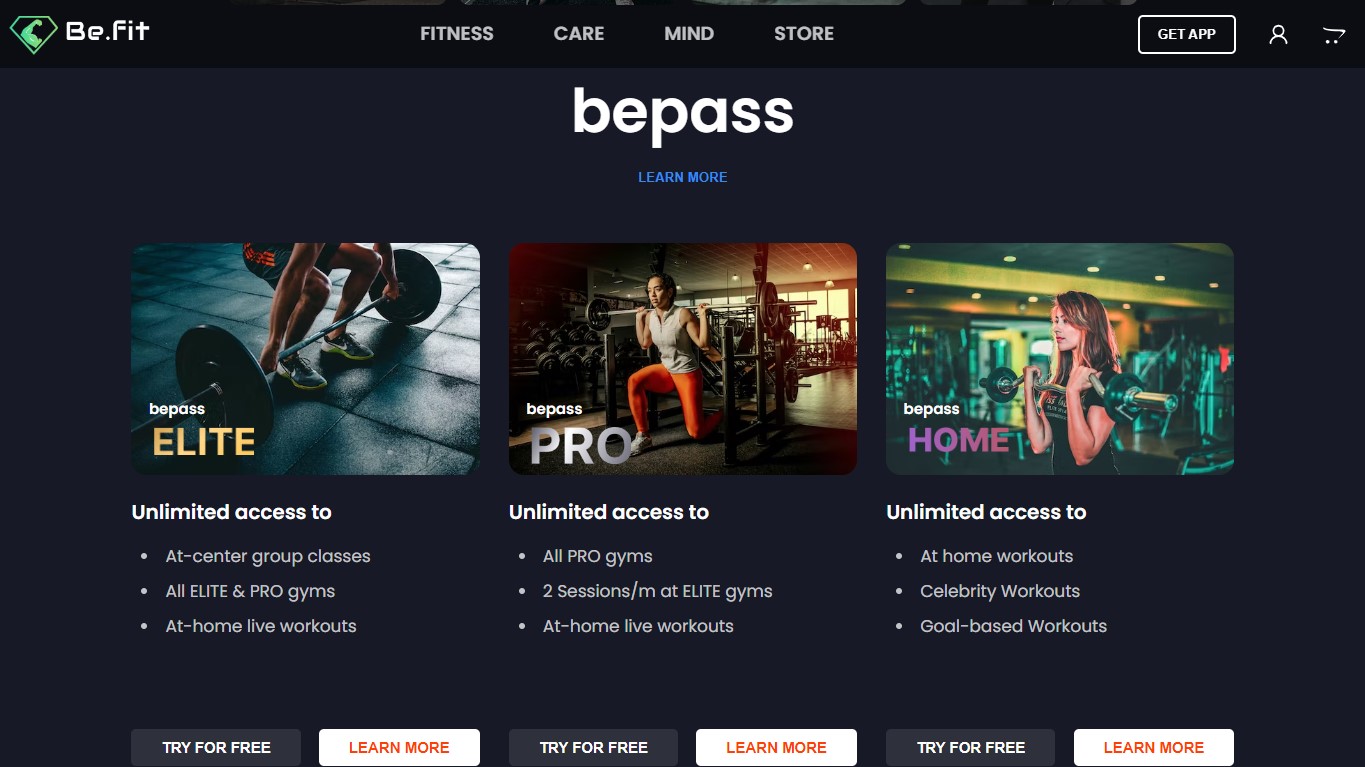 Be.Fit
FITNESS CARE MIND STORE
GET APP
bepass
LEARN MORE
bepass
ELITE
Unlimited access to
• At-center group classes
• All ELITE & PRO gyms
• At-home live workouts
TRY FOR FREE LEARN MORE
bepass
PRO
Unlimited access to
• All PRO gyms
• 2 Sessions/m at ELITE gyms
• At-home live workouts
TRY FOR FREE LEARN MORE
bepass
HOME
Unlimited access to
• At home workouts
• Celebrity Workouts
• Goal-based Workouts
TRY FOR FREE LEARN MORE